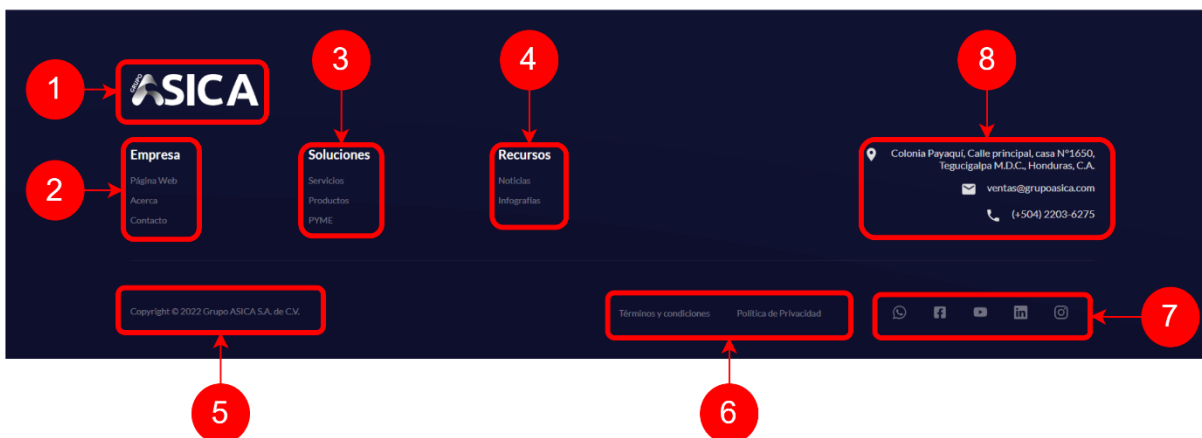 1
GRUPO
ASICA
2
Empresa
Página Web
Acerca
Contacto
3
Soluciones
Servicios
Productos
PYME
4
Recursos
Noticias
Infografías
8
Colonia Payaquí, Calle principal, casa N°1650,
Tegucigalpa M.D.C., Honduras, C.A.
ventas@grupoasica.com
(+504) 2203-6275
Copyright © 2022 Grupo ASICA S.A. de C.V.
5
Términos y condiciones
Política de Privacidad
6
7